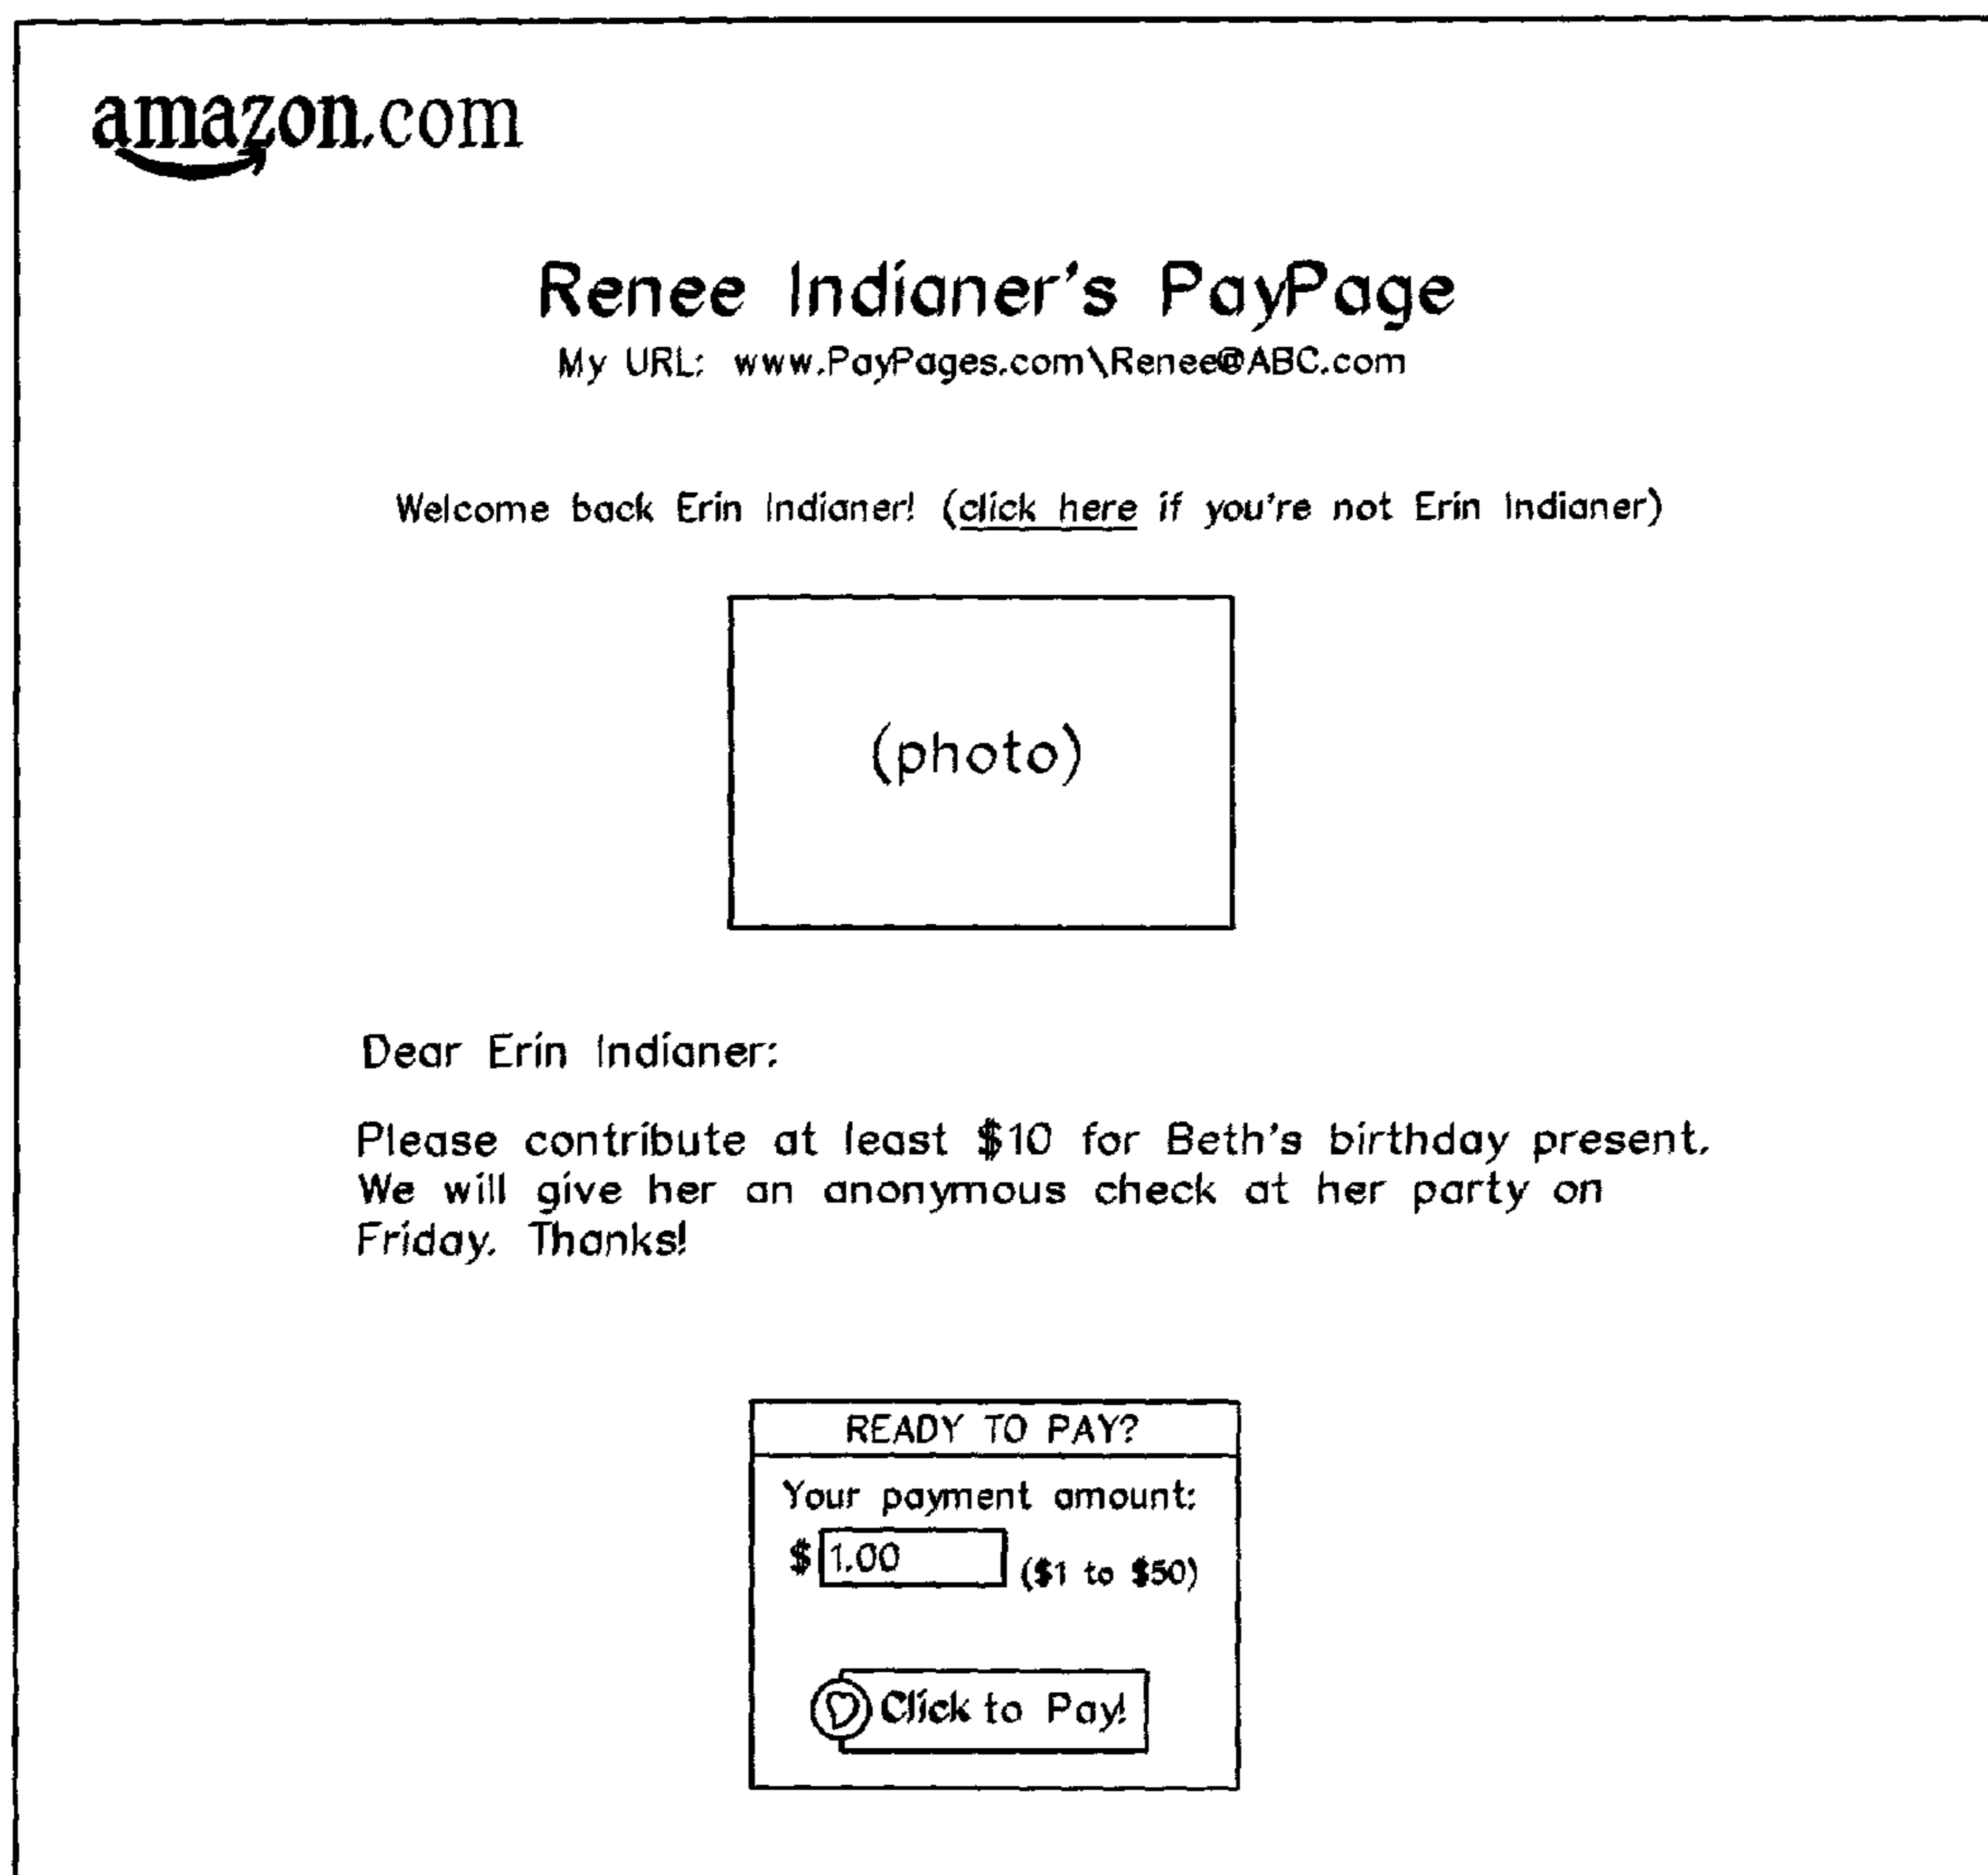 amazon.com
Renee Indianer's PayPage
My URL: www.PayPages.com\Renee@ABC.com
Welcome back Erin Indianer! (click here if you're not Erin Indianer)
(photo)
Dear Erin Indianer:
Please contribute at least $10 for Beth's birthday present.
We will give her an anonymous check at her party on
Friday. Thanks!
READY TO PAY?
Your payment amount:
$ 1.00 ($1 to $50)
Click to Pay!